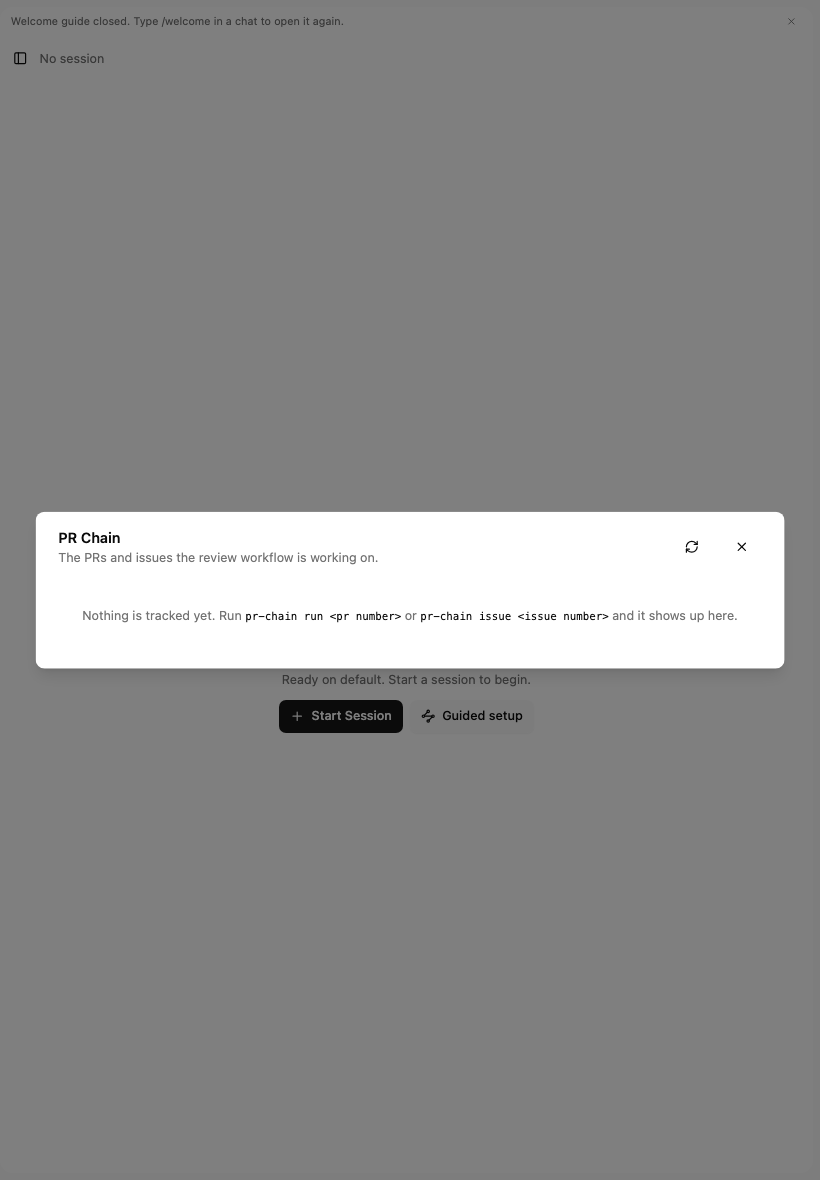 Welcome guide closed. Type /welcome in a chat to open it again.
No session
PR Chain
The PRs and issues the review workflow is working on.
Nothing is tracked yet. Run pr-chain run <pr number> or pr-chain issue <issue number> and it shows up here.
Ready on default. Start a session to begin.
Start Session
Guided setup